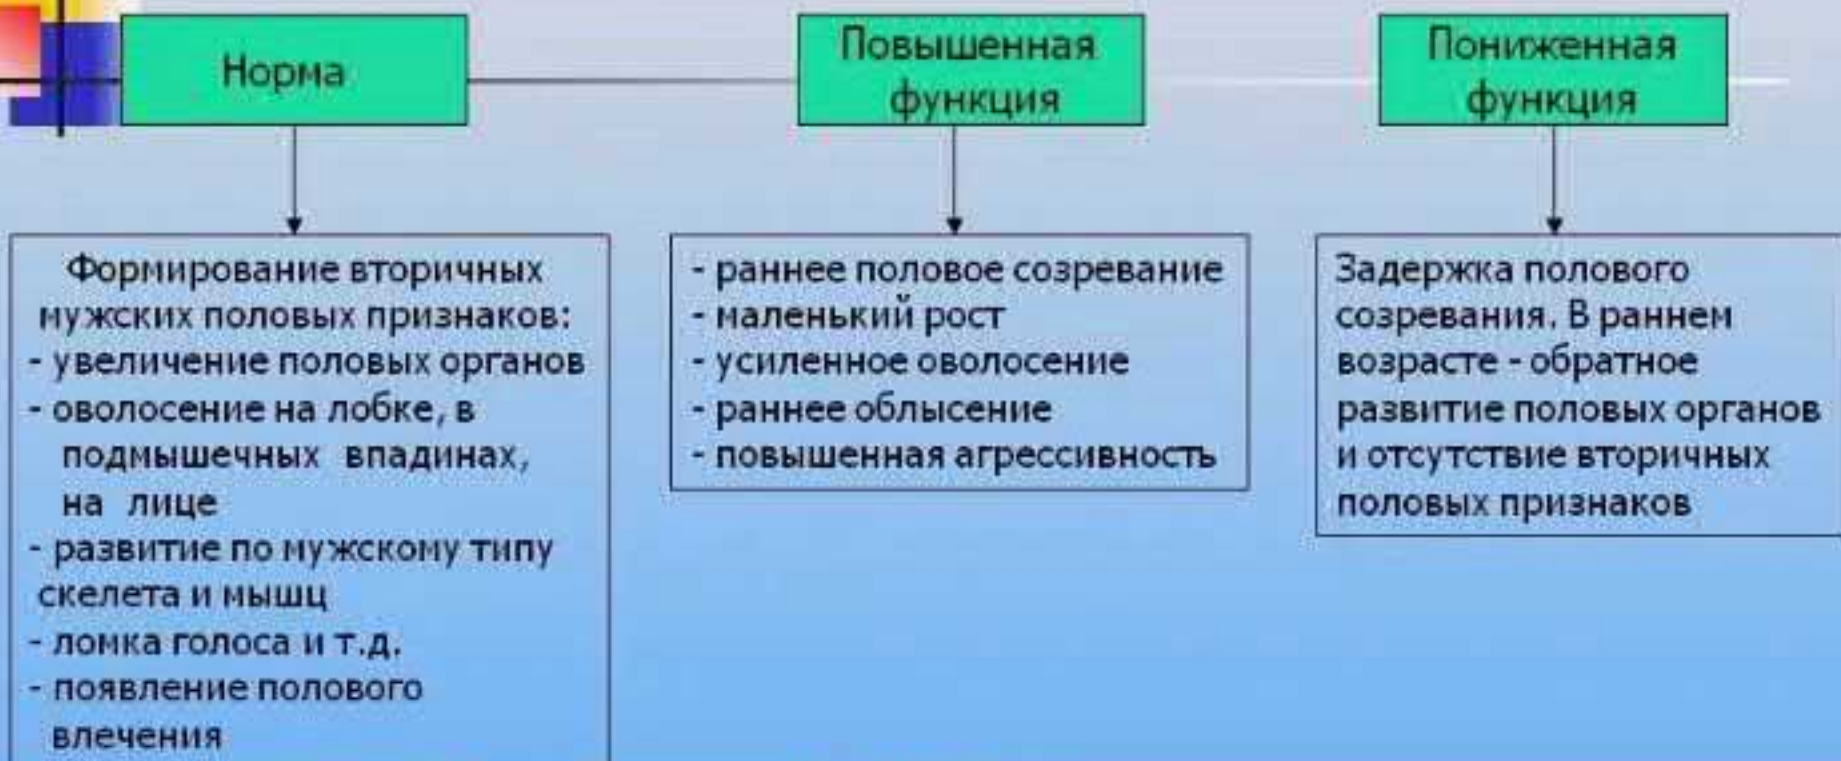 Норма
Повышенная
функция
Пониженная
функция
Формирование вторичных
мужских половых признаков:
- увеличение половых органов
- оволосение на лобке, в
подмышечных впадинах,
на лице
- развитие по мужскому типу
скелета и мышц
- ломка голоса и т.д.
- появление полового
влечения
- раннее половое созревание
- маленький рост
- усиленное оволосение
- раннее облысение
- повышенная агрессивность
Задержка полового
созревания. В раннем
возрасте - обратное
развитие половых органов
и отсутствие вторичных
половых признаков